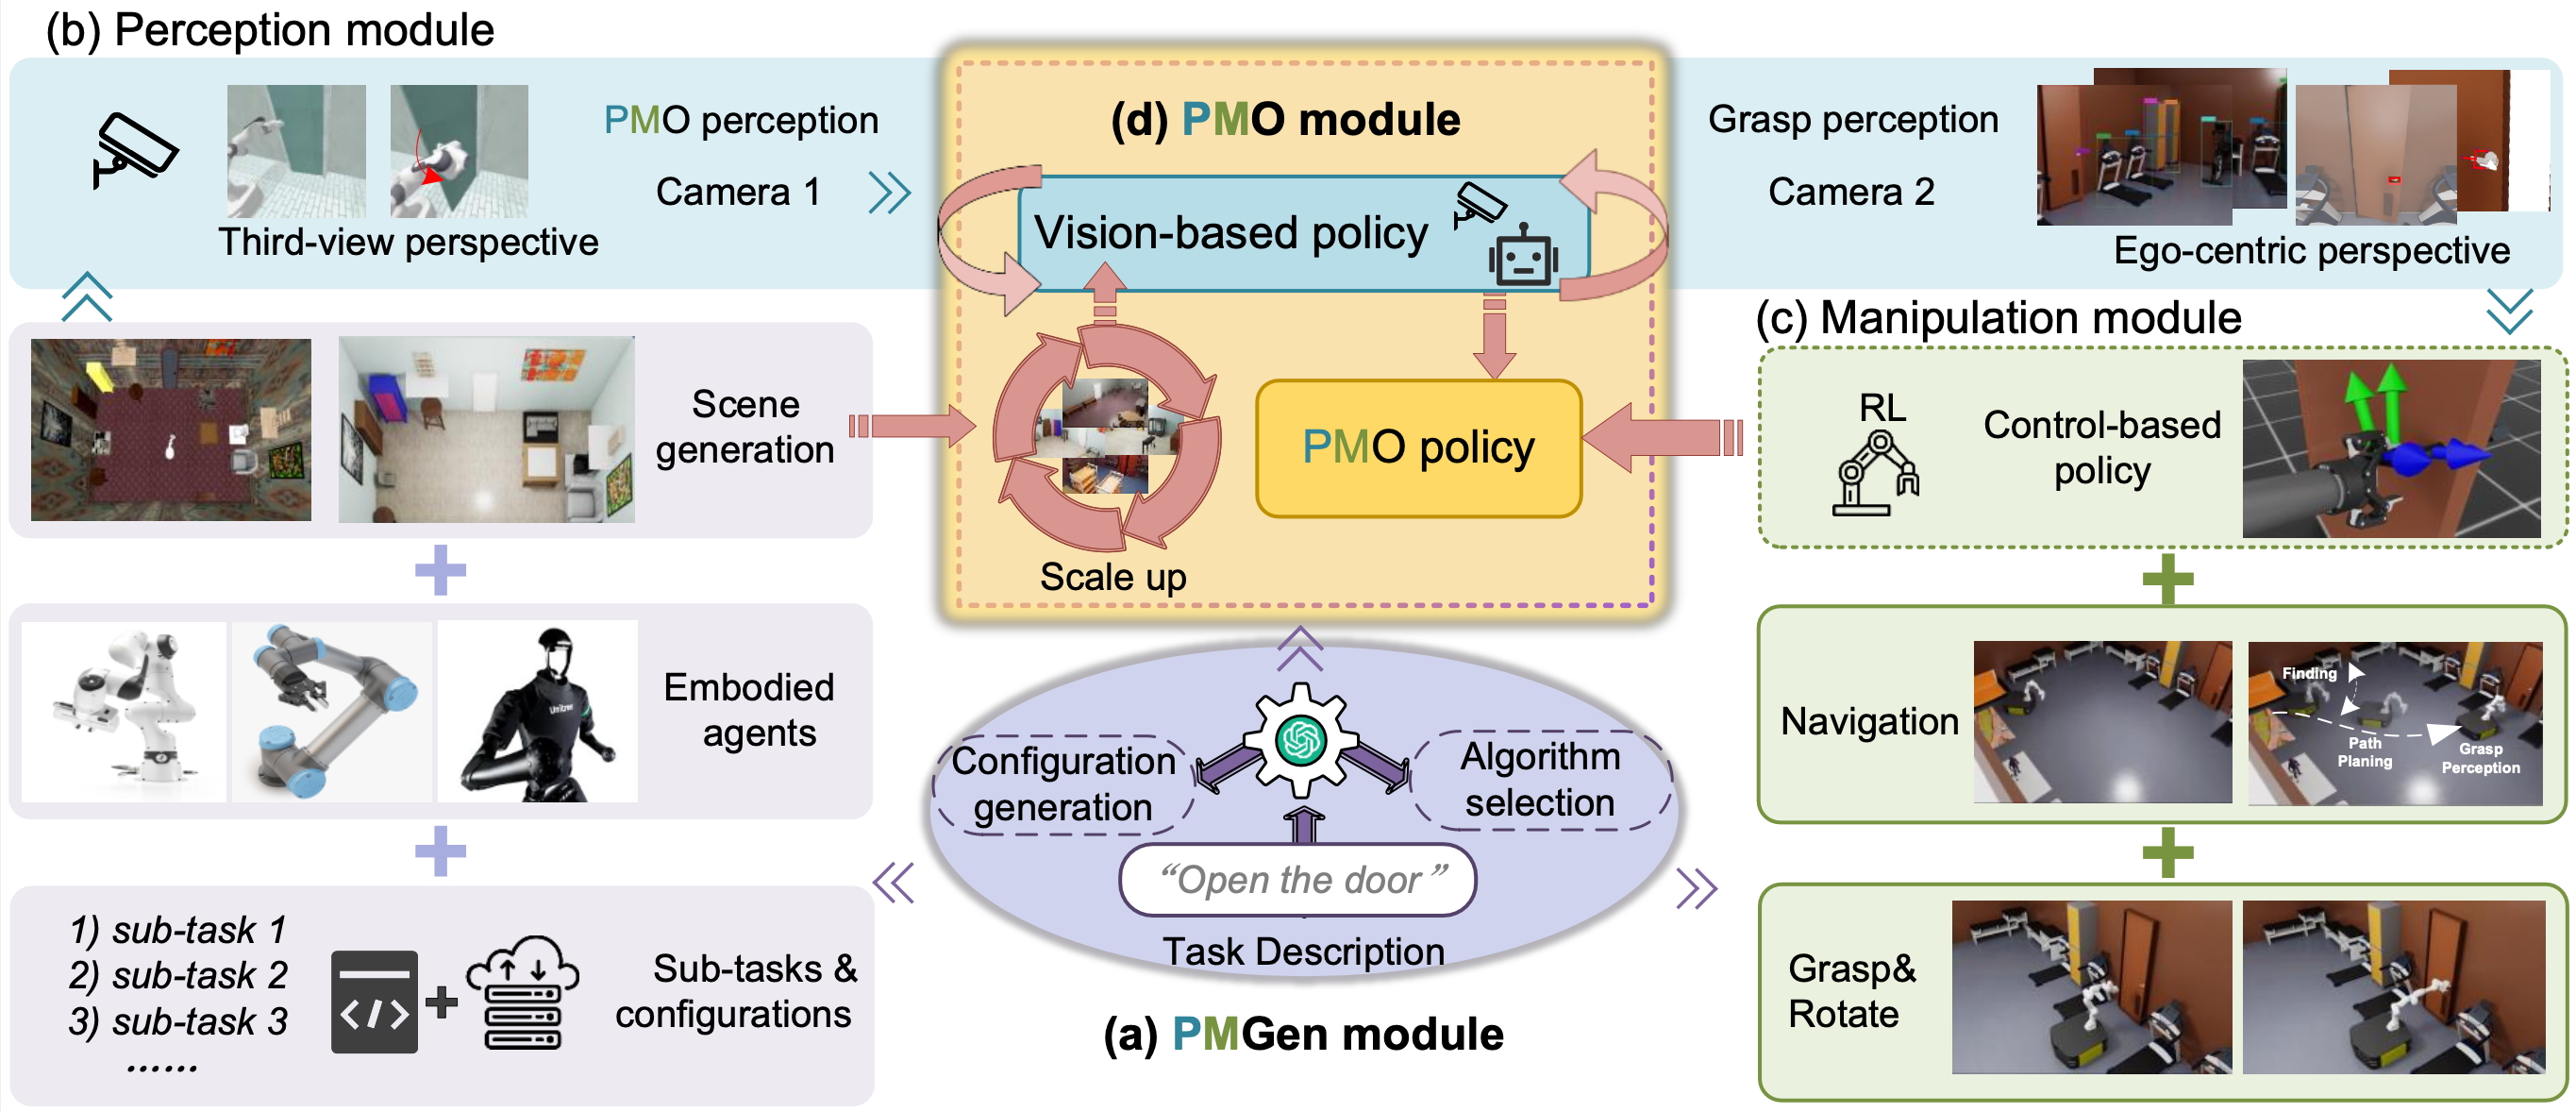 (b) Perception module
PMO perception
Camera 1
Third-view perspective
(d) PMO module
Vision-based policy
PMO policy
Scale up
Grasp perception
Camera 2
Ego-centric perspective
Scene
generation
Embodied
agents
Unitree
1) sub-task 1
2) sub-task 2
3) sub-task 3
......
Sub-tasks &
configurations
Configuration
generation
Algorithm
selection
“Open the door”
Task Description
(a) PMGen module
(c) Manipulation module
RL
Control-based
policy
Navigation
Finding
Path
Planing
Grasp
Perception
Grasp&
Rotate